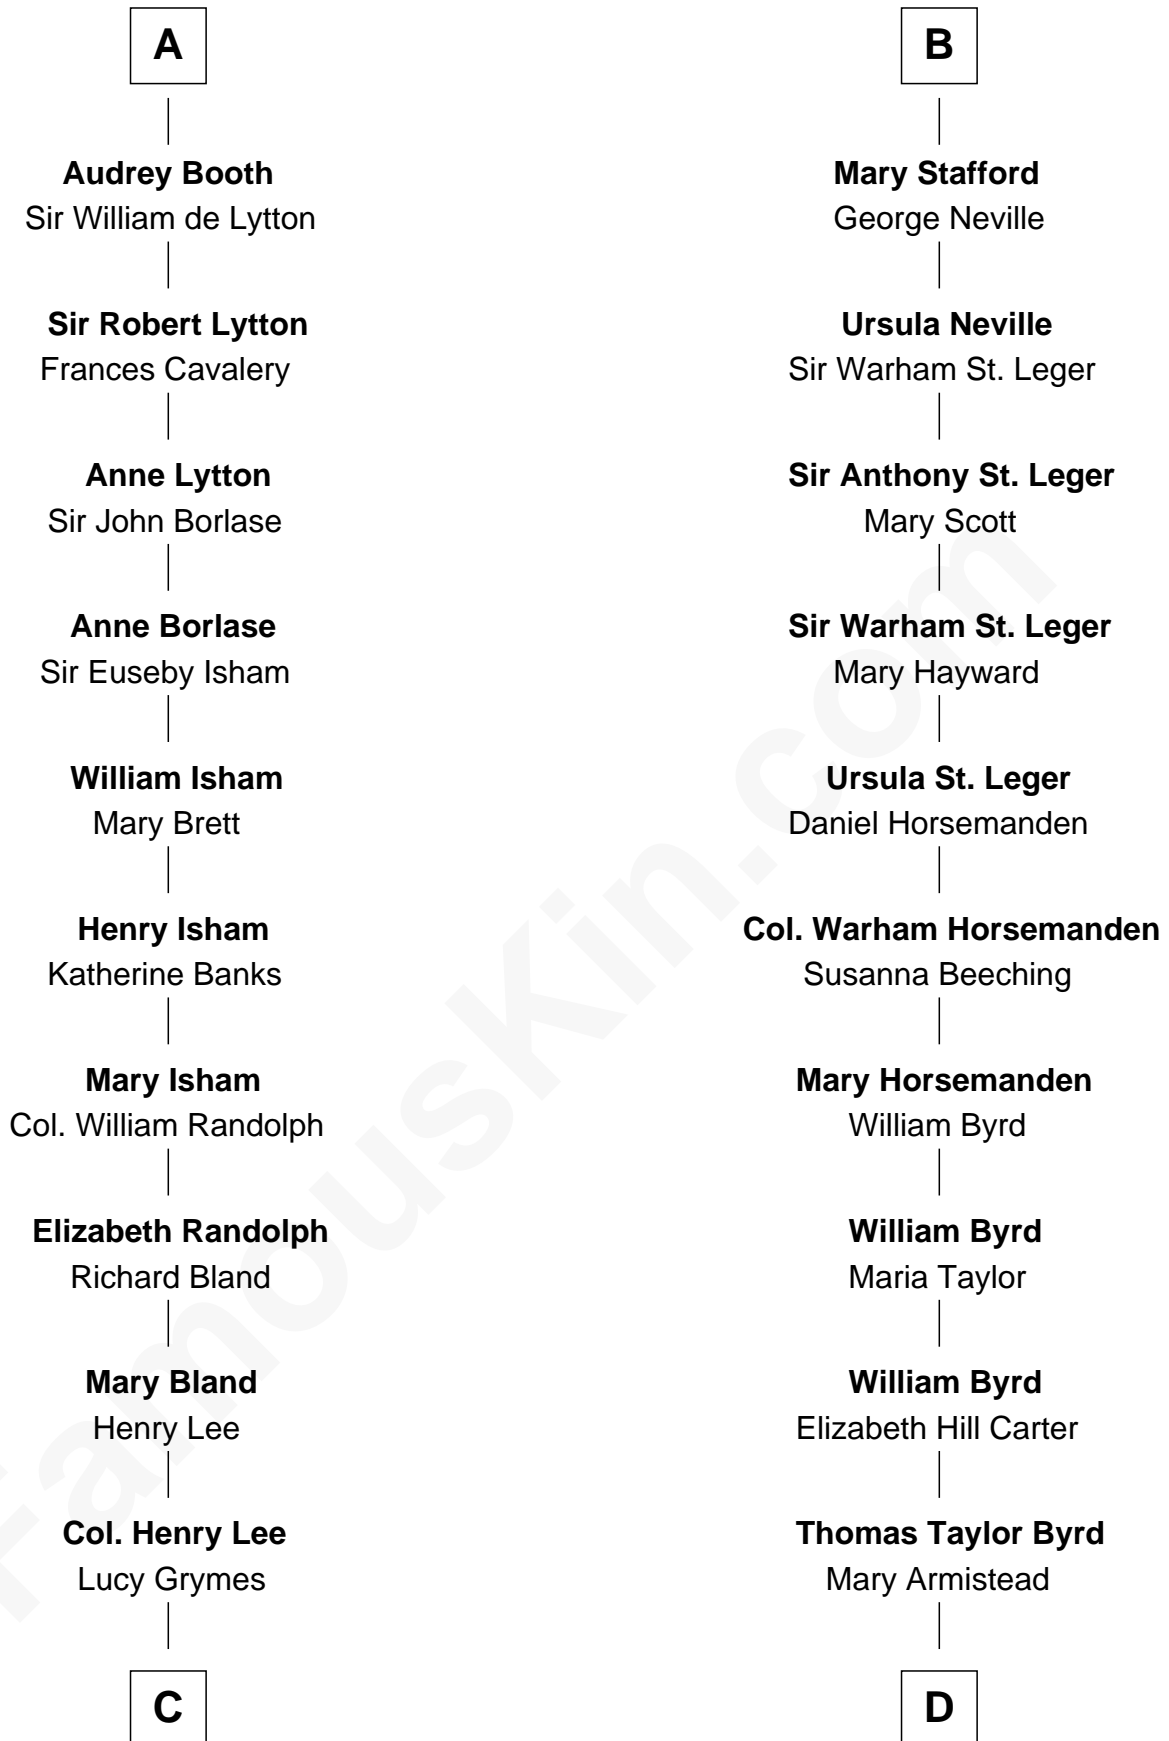 A
Audrey Booth
Sir William de Lytton
Sir Robert Lytton
Frances Cavalery
Anne Lytton
Sir John Borlase
Anne Borlase
Sir Euseby Isham
William Isham
Mary Brett
Henry Isham
Katherine Banks
Mary Isham
Col. William Randolph
Elizabeth Randolph
Richard Bland
Mary Bland
Henry Lee
Col. Henry Lee
Lucy Grymes
C
B
Mary Stafford
George Neville
Ursula Neville
Sir Warham St. Leger
Sir Anthony St. Leger
Mary Scott
Sir Warham St. Leger
Mary Hayward
Ursula St. Leger
Daniel Horsemanden
Col. Warham Horsemanden
Susanna Beeching
Mary Horsemanden
William Byrd
William Byrd
Maria Taylor
William Byrd
Elizabeth Hill Carter
Thomas Taylor Byrd
Mary Armistead
D
FamousKin.com